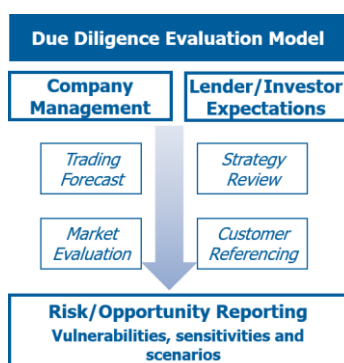 Due Diligence Evaluation Model
Company
Management
Lender/Investor
Expectations
Trading
Forecast
Strategy
Review
Market
Evaluation
Customer
Referencing
Risk/Opportunity Reporting
Vulnerabilities, sensitivities and
scenarios